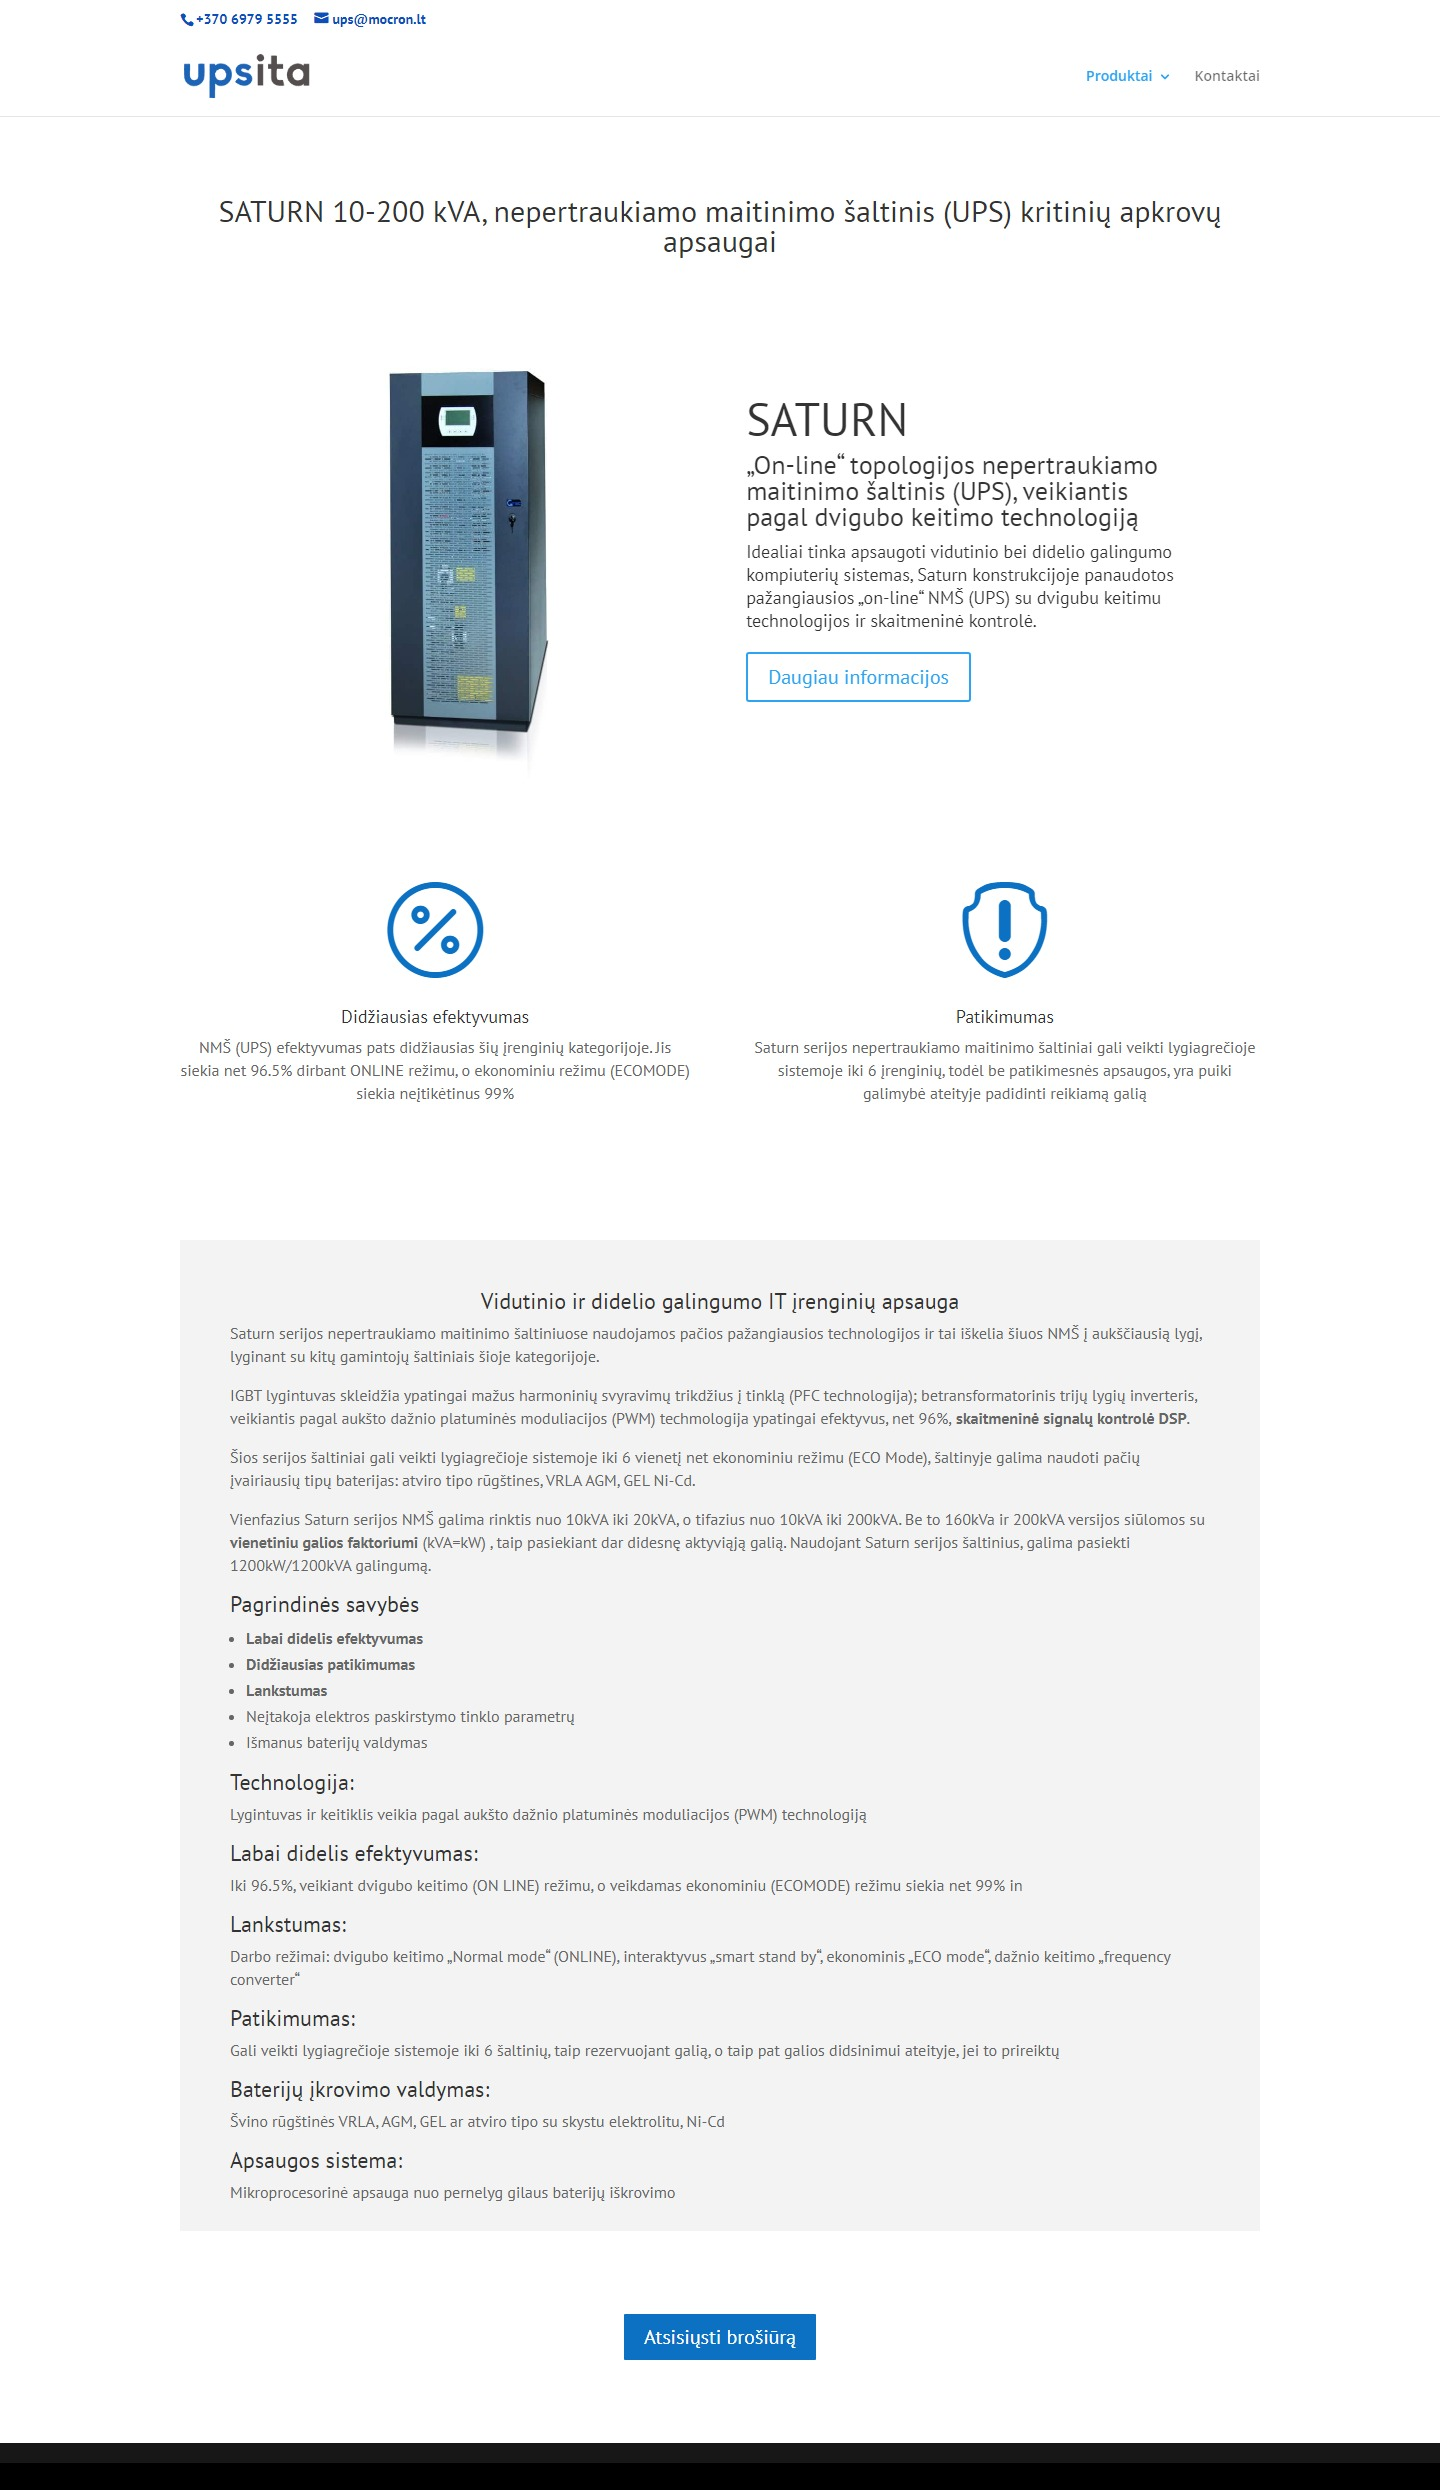 +370 6979 5555 ups@mocron.lt
upsita
Produktai Kontaktai
SATURN 10-200 kVA, nepertraukiamo maitinimo šaltinis (UPS) kritinių apkrovų
apsaugai
SATURN
„On-line“ topologijos nepertraukiamo
maitinimo šaltinis (UPS), veikiantis
pagal dvigubo keitimo technologiją
Idealiai tinka apsaugoti vidutinio bei didelio galingumo
kompiuterių sistemas, Saturn konstrukcijoje panaudotos
pažangiausios „on-line“ NMŠ (UPS) su dvigubu keitimu
technologijos ir skaitmeninė kontrolė.
Daugiau informacijos
Didžiausias efektyvumas
NMŠ (UPS) efektyvumas pats didžiausias šių įrenginių kategorijoje. Jis
siekia net 96.5% dirbant ONLINE režimu, o ekonominiu režimu (ECOMODE)
siekia neįtikėtinus 99%
Patikimumas
Saturn serijos nepertraukiamo maitinimo šaltiniai gali veikti lygiagrečioje
sistemoje iki 6 įrenginių, todėl be patikimesnės apsaugos, yra puiki
galimybė ateityje padidinti reikiamą galią
Vidutinio ir didelio galingumo IT įrenginių apsauga
Saturn serijos nepertraukiamo maitinimo šaltiniuose naudojamos pačios pažangiausios technologijos ir tai iškelia šiuos NMŠ į aukščiausią lygį,
lyginant su kitų gamintojų šaltiniais šioje kategorijoje.
IGBT lygintuvas skleidžia ypatingai mažus harmoninių svyravimų trikdžius į tinklą (PFC technologija); betransformatorinis trijų lygių inverteris,
veikiantis pagal aukšto dažnio platuminės moduliacijos (PWM) techmologija ypatingai efektyvus, net 96%, skaitmeninė signalų kontrolė DSP.
Šios serijos šaltiniai gali veikti lygiagrečioje sistemoje iki 6 vienetį net ekonominiu režimu (ECO Mode), šaltinyje galima naudoti pačių
įvairiausių tipų baterijas: atviro tipo rūgštines, VRLA AGM, GEL Ni-Cd.
Vienfazius Saturn serijos NMŠ galima rinktis nuo 10kVA iki 20kVA, o tifazius nuo 10kVA iki 200kVA. Be to 160kVa ir 200kVA versijos siūlomos su
vienetiniu galios faktoriumi (kVA=kW) , taip pasiekiant dar didesnę aktyviąją galią. Naudojant Saturn serijos šaltinius, galima pasiekti
1200kW/1200kVA galingumą.
Pagrindinės savybės
• Labai didelis efektyvumas
• Didžiausias patikimumas
• Lankstumas
• Neįtakoja elektros paskirstymo tinklo parametrų
• Išmanus baterijų valdymas
Technologija:
Lygintuvas ir keitiklis veikia pagal aukšto dažnio platuminės moduliacijos (PWM) technologiją
Labai didelis efektyvumas:
Iki 96.5%, veikiant dvigubo keitimo (ON LINE) režimu, o veikdamas ekonominiu (ECOMODE) režimu siekia net 99% in
Lankstumas:
Darbo režimai: dvigubo keitimo „Normal mode“ (ONLINE), interaktyvus „smart stand by“, ekonominis „ECO mode“, dažnio keitimo „frequency
converter“
Patikimumas:
Gali veikti lygiagrečioje sistemoje iki 6 šaltinių, taip rezervuojant galią, o taip pat galios didsinimui ateityje, jei to prireiktų
Baterijų įkrovimo valdymas:
Švino rūgštinės VRLA, AGM, GEL ar atviro tipo su skystu elektrolitu, Ni-Cd
Apsaugos sistema:
Mikroprocesorinė apsauga nuo pernelyg gilaus baterijų iškrovimo
Atsisiųsti brošiūrą